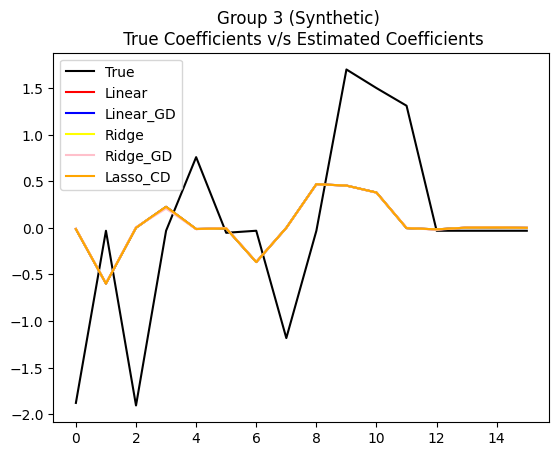 Group 3 (Synthetic)
True Coefficients v/s Estimated Coefficients
True
Linear
Linear_GD
Ridge
Ridge_GD
Lasso_CD
1.5
1.0
0.5
0.0
−0.5
−1.0
−1.5
−2.0
0 2 4 6 8 10 12 14